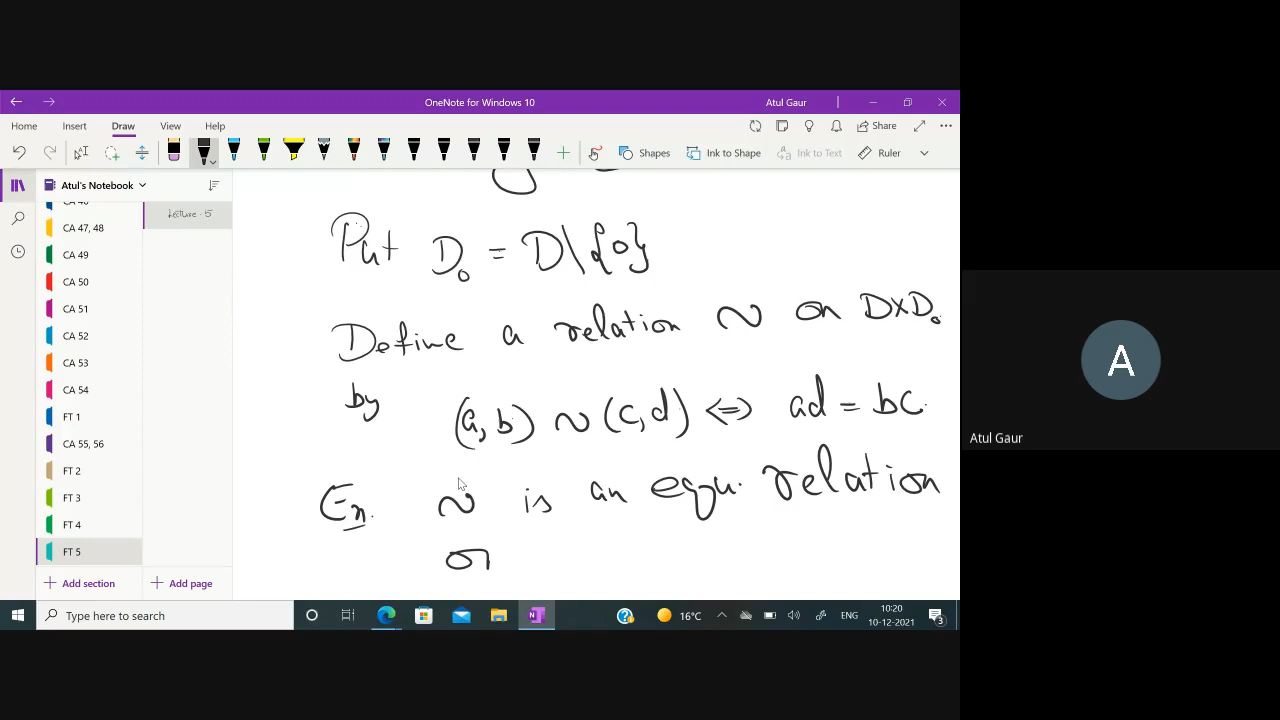 OneNote for Windows 10
Atul Gaur
Home Insert Draw View Help
Share
Shapes
Ink to Shape
Ink to Text
Ruler
Atul's Notebook
CA 47, 48
CA 49
CA 50
CA 51
CA 52
CA 53
CA 54
FT 1
CA 55, 56
FT 2
FT 3
FT 4
FT 5
Add section
Add page
Lecture - 5
Put D₀ = D\{0}
Define a relation ~ on D×D₀
by (a,b) ~ (c,d) ⇔ ad = bc.
Ex. ~ is an equ. relation
on
A
Atul Gaur
Type here to search
16°C
ENG
10:20
10-12-2021
3